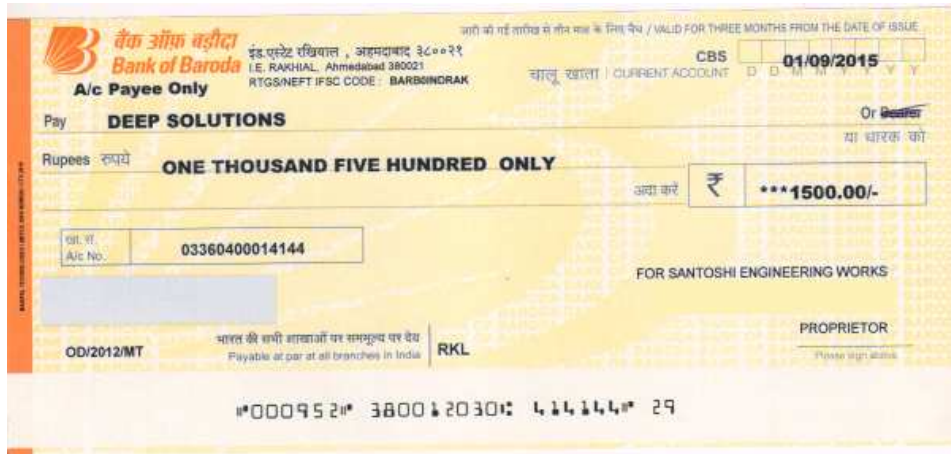 जारी की गई तारीख से तीन माह के लिए वैध / VALID FOR THREE MONTHS FROM THE DATE OF ISSUE
बैंक ऑफ़ बड़ौदा
Bank of Baroda
इंड.एस्टेट रखियाल , अहमदाबाद ३८००२१
I.E. RAKHIAL, Ahmedabad 380021
RTGS/NEFT IFSC CODE : BARB0INDRAK
CBS
चालू खाता | CURRENT ACCOUNT
01/09/2015
D D M M Y Y Y Y
A/c Payee Only
Pay DEEP SOLUTIONS Or Bearer
या धारक को
Rupees रुपये ONE THOUSAND FIVE HUNDRED ONLY
अदा करें ₹ ***1500.00/-
खा. सं.
A/c No. 03360400014144
FOR SANTOSHI ENGINEERING WORKS
PROPRIETOR
Please sign above
OD/2012/MT
भारत की सभी शाखाओं पर सममूल्य पर देय
Payable at par at all branches in India
RKL
⑈000952⑈ 380012030⑆ 414144⑈ 29